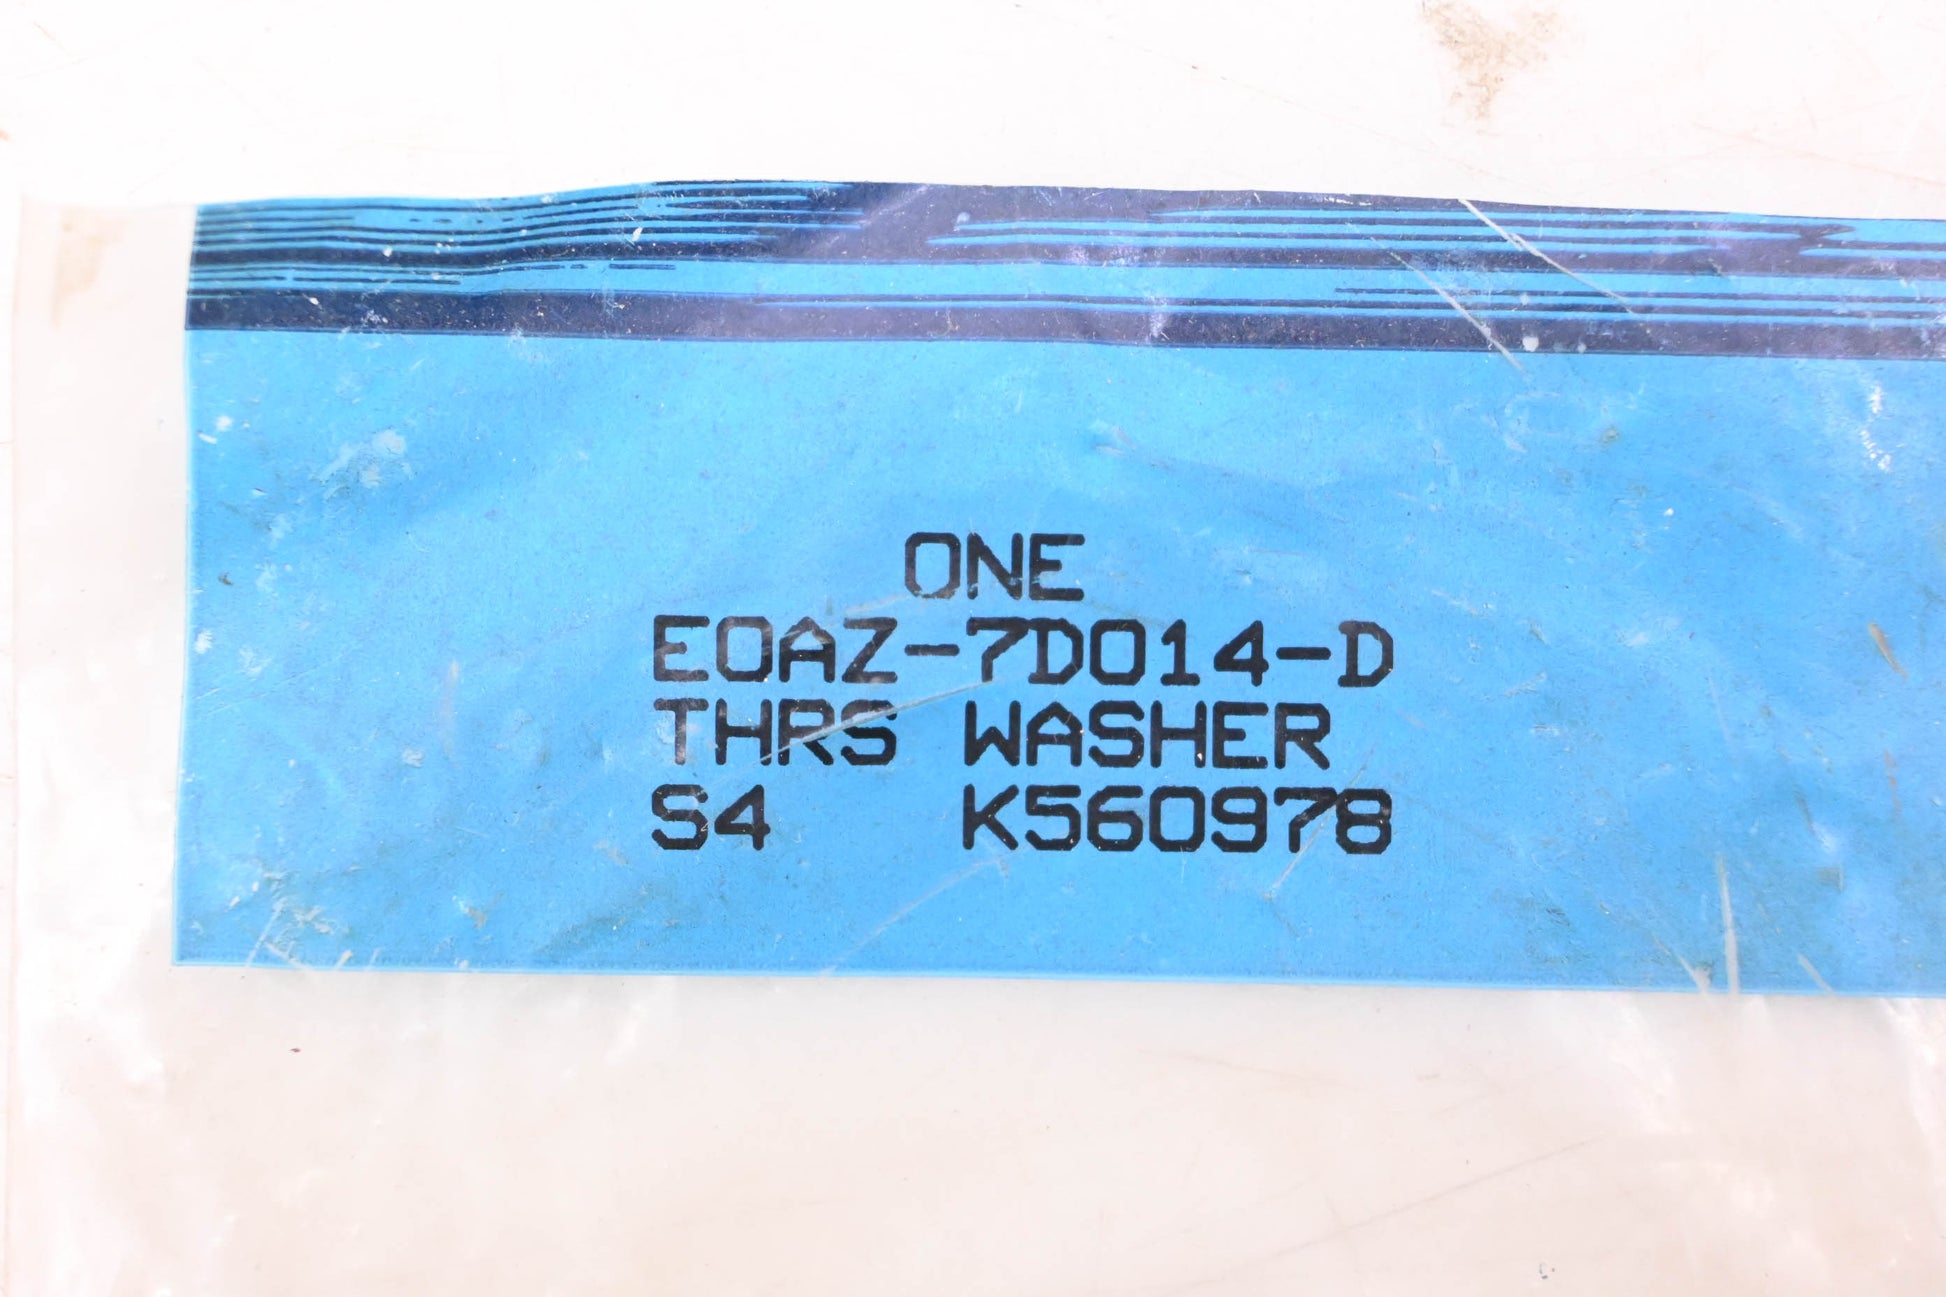 ONE
E0AZ-7D014-D
THRS WASHER
S4 K560978